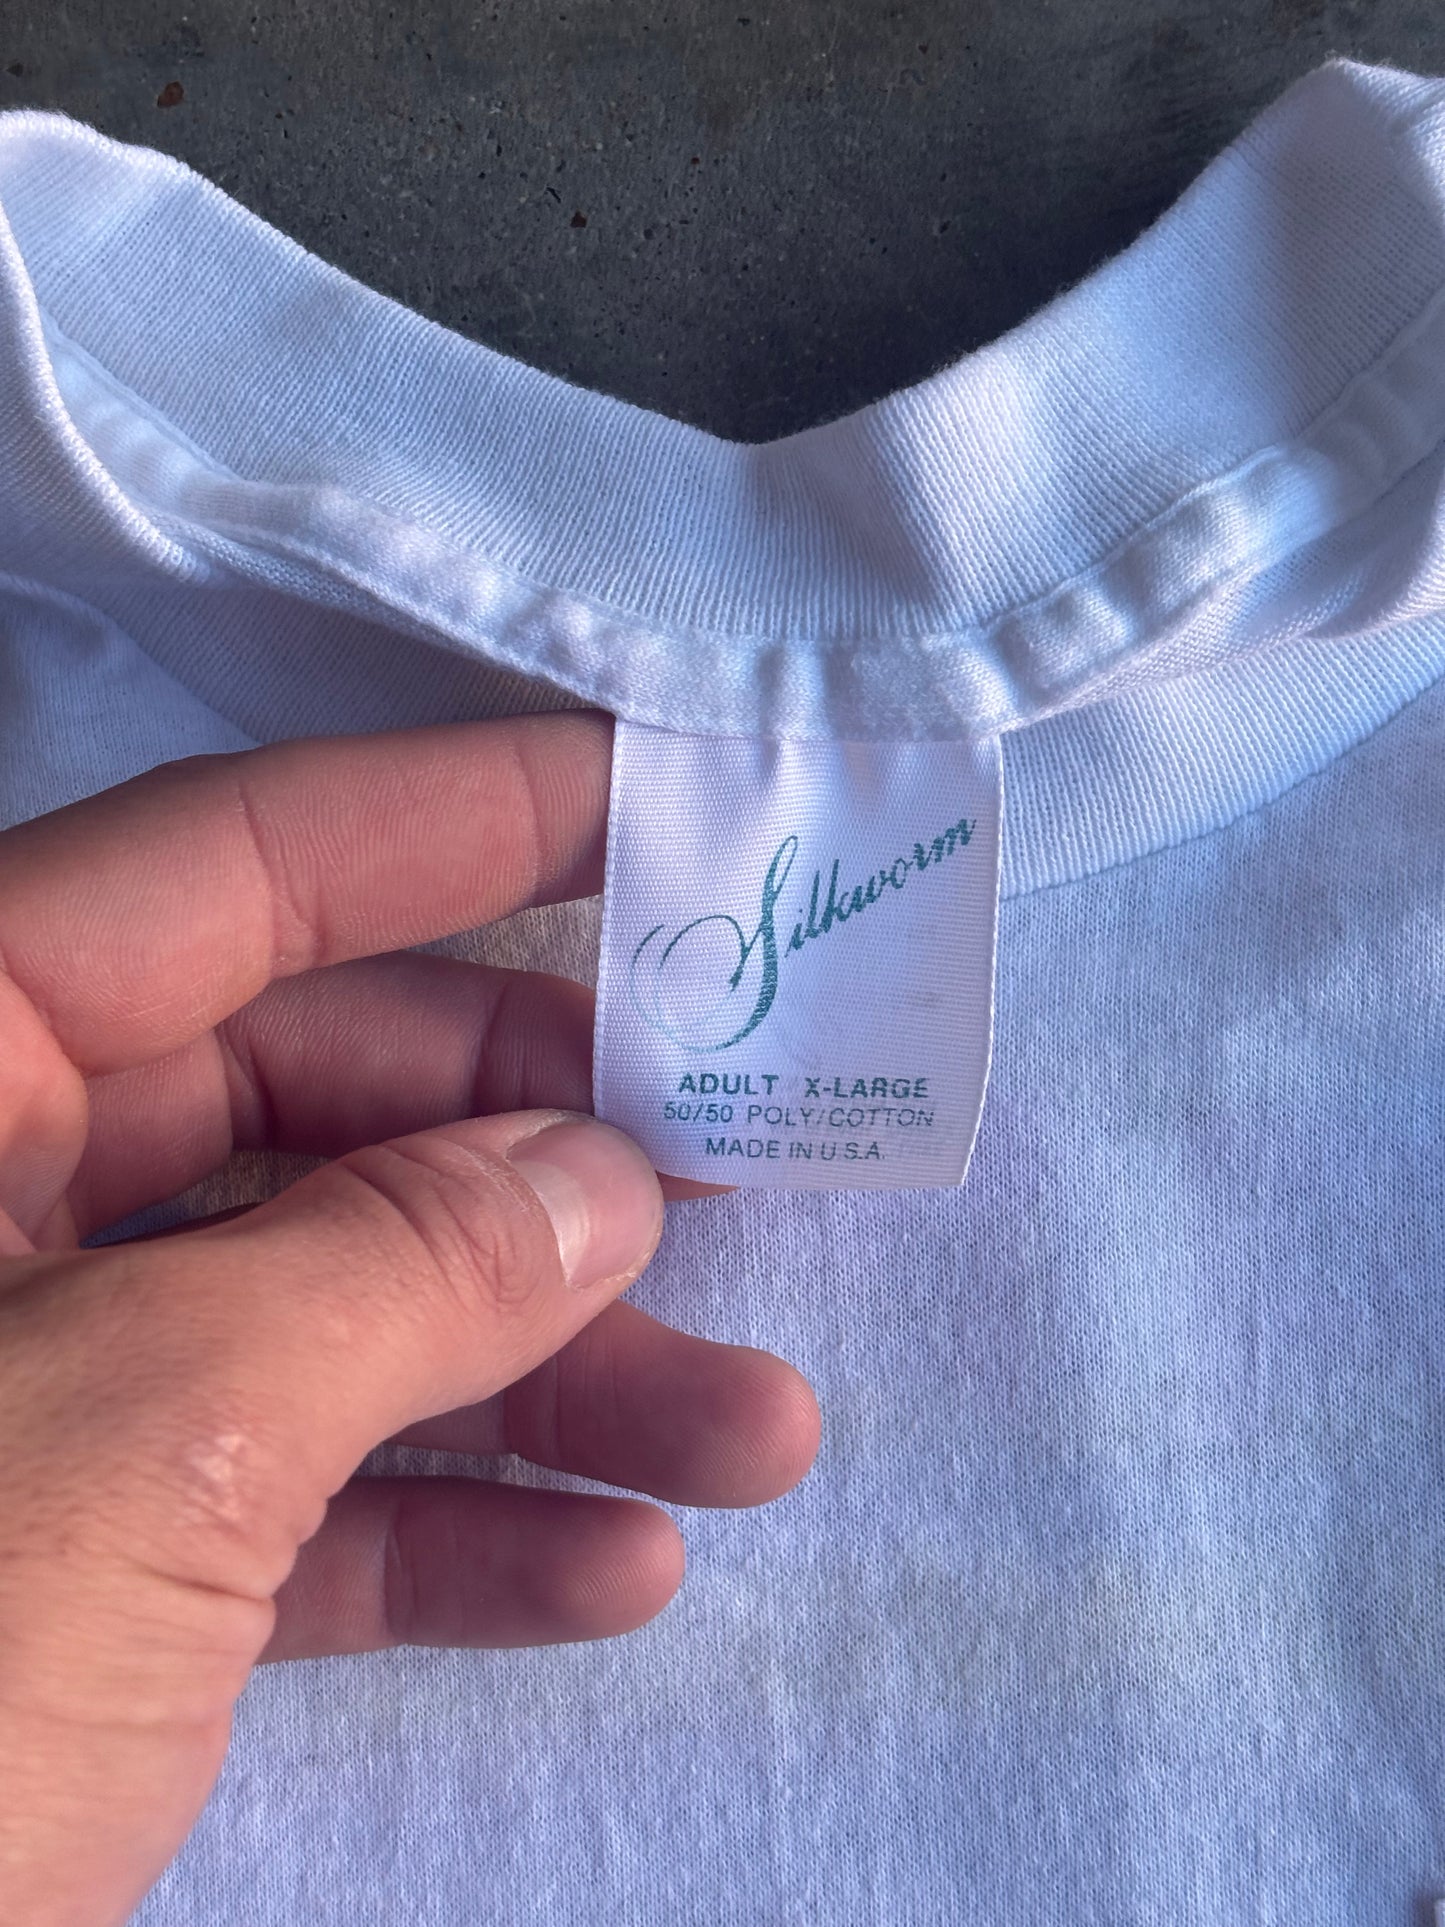 Silkworm
ADULT X-LARGE
50/50 POLY/COTTON
MADE IN U.S.A.